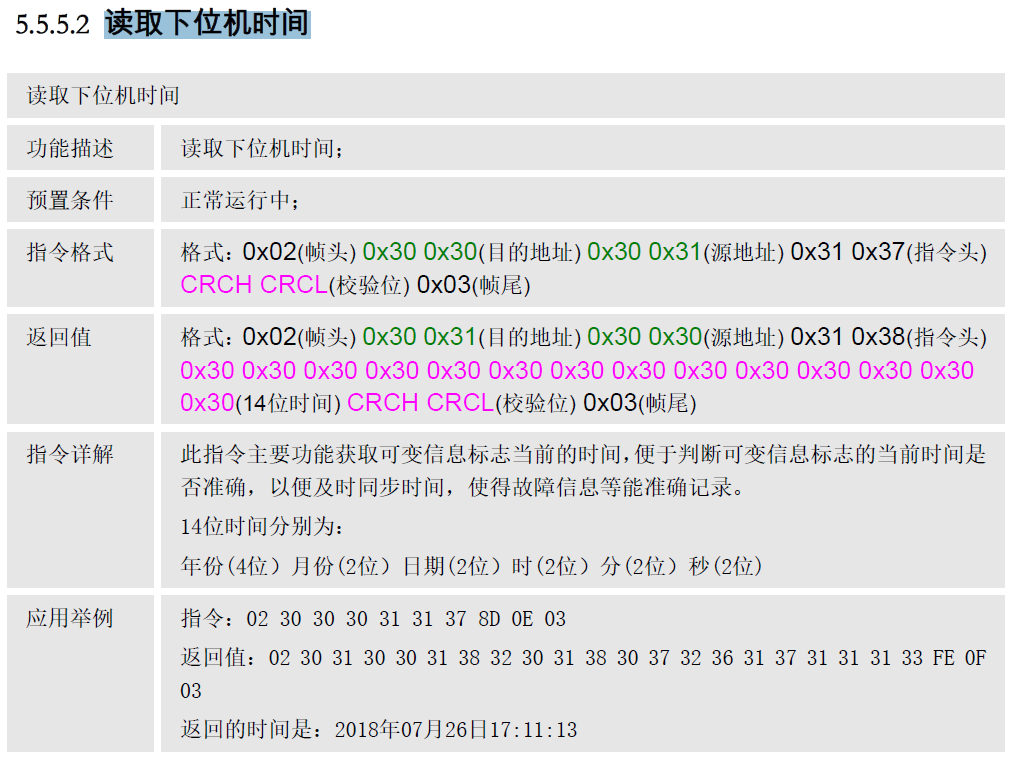 5.5.5.2 读取下位机时间
读取下位机时间
功能描述 读取下位机时间;
预置条件 正常运行中;
指令格式 格式: 0x02(帧头) 0x30 0x30(目的地址) 0x30 0x31(源地址) 0x31 0x37(指令头)
CRCH CRCL(校验位) 0x03(帧尾)
返回值 格式: 0x02(帧头) 0x30 0x31(目的地址) 0x30 0x30(源地址) 0x31 0x38(指令头)
0x30 0x30 0x30 0x30 0x30 0x30 0x30 0x30 0x30 0x30 0x30 0x30 0x30
0x30(14位时间) CRCH CRCL(校验位) 0x03(帧尾)
指令详解 此指令主要功能获取可变信息标志当前的时间,便于判断可变信息标志的当前时间是
否准确，以便及时同步时间，使得故障信息等能准确记录。
14位时间分别为:
年份(4位）月份(2位）日期(2位）时(2位）分(2位）秒(2位)
应用举例 指令: 02 30 30 30 31 31 37 8D 0E 03
返回值: 02 30 31 30 30 31 38 32 30 31 38 30 37 32 36 31 37 31 31 31 33 FE 0F
03
返回的时间是: 2018年07月26日17:11:13